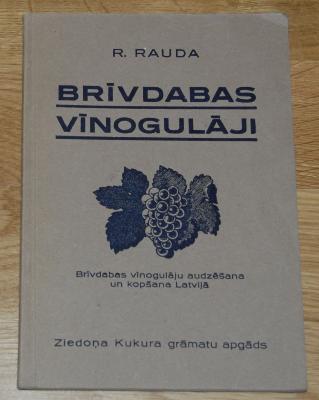 R. RAUDA
BRĪVDABAS
VĪNOGULĀJI
Brīvdabas vīnogulāju audzēšana
un kopšana Latvijā
Ziedoņa Kukura grāmatu apgāds